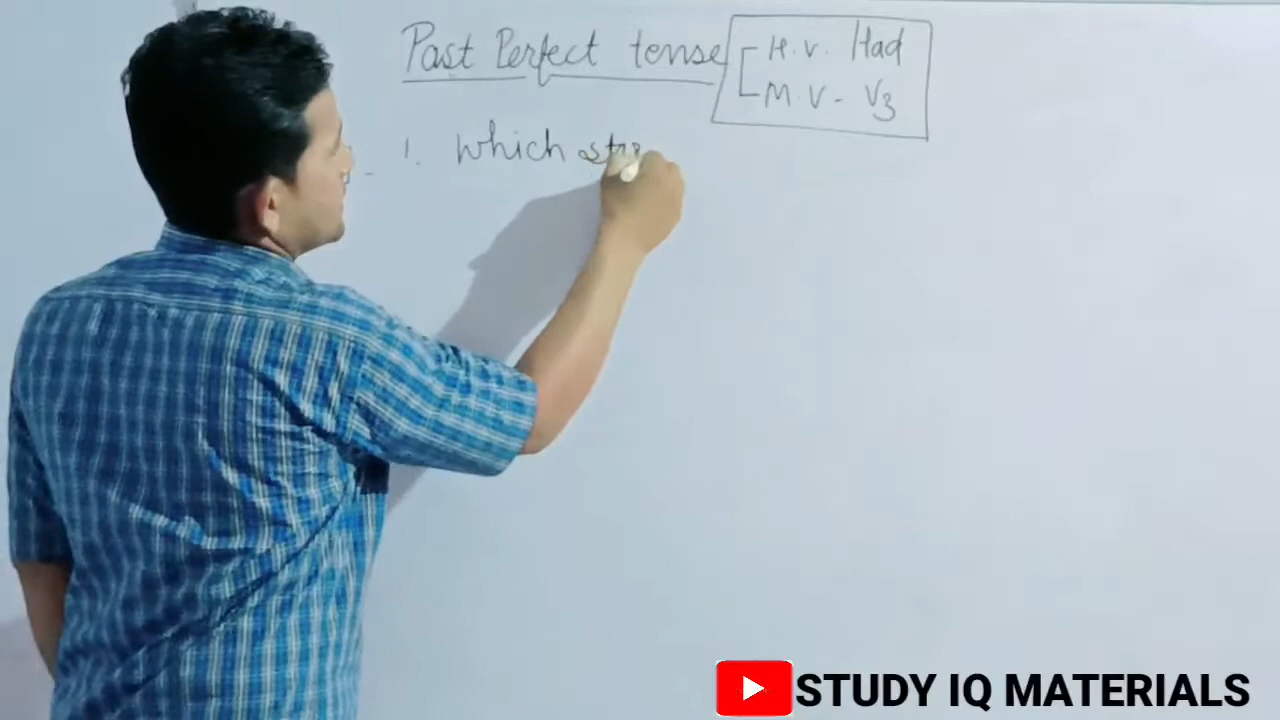 Past Perfect tense
H.V. Had
M.V - V3
1. Which
STUDY IQ MATERIALS